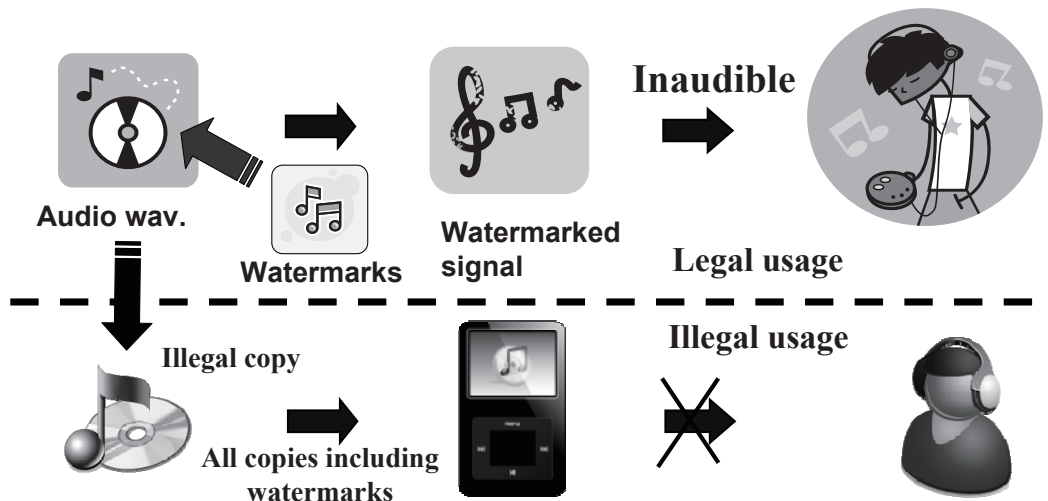 Inaudible
Audio wav.
Watermarks
Watermarked
signal
Legal usage
Illegal copy
Illegal usage
All copies including
watermarks